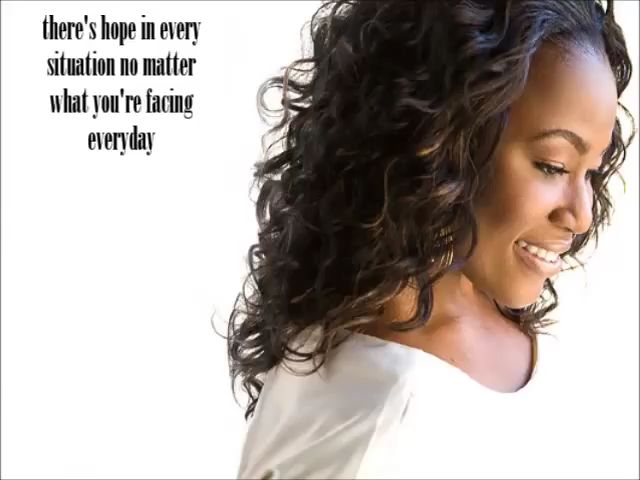 there's hope in every
situation no matter
what you're facing
everyday